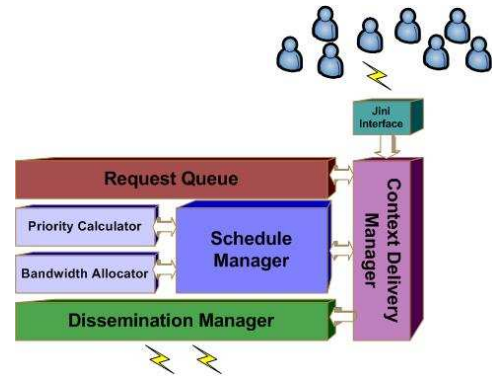 Jini
Interface
Request Queue
Priority Calculator
Bandwidth Allocator
Schedule
Manager
Context Delivery
Manager
Dissemination Manager